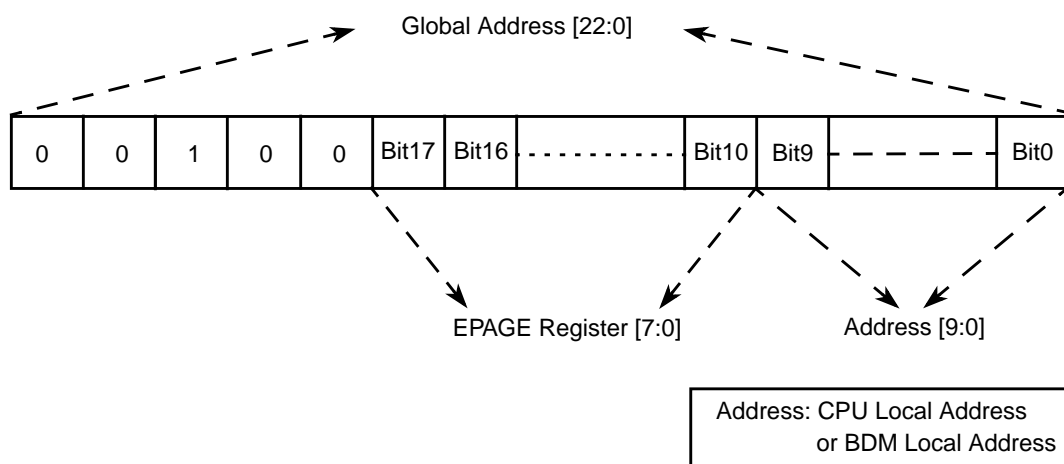 Global Address [22:0]
0 0 1 0 0 Bit17 Bit16 Bit10 Bit9 Bit0
EPAGE Register [7:0] Address [9:0]
Address: CPU Local Address
or BDM Local Address